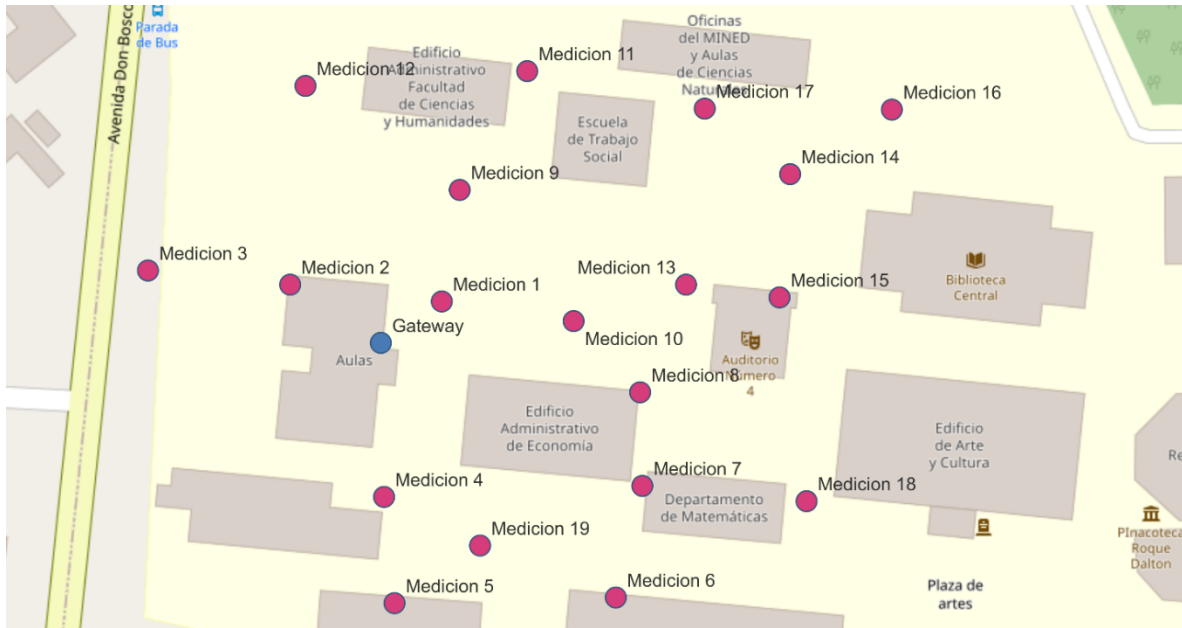 Parada
de Bus
Avenida Don Bosco
Medicion 12
Edificio
Administrativo
Facultad
de Ciencias
y Humanidades
Medicion 11
Oficinas
del MINED
y Aulas
de Ciencias
Naturales
Medicion 17
Medicion 16
Escuela
de Trabajo
Social
Medicion 14
Medicion 9
Medicion 3
Medicion 2
Medicion 1
Medicion 13
Medicion 15
Biblioteca
Central
Gateway
Medicion 10
Aulas
Auditorio
Número
4
Medicion 8
Edificio
Administrativo
de Economía
Edificio
de Arte
y Cultura
Medicion 4
Medicion 7
Departamento
de Matemáticas
Medicion 18
Re
Medicion 19
PInacoteca
Roque
Dalton
Medicion 5
Medicion 6
Plaza de
artes